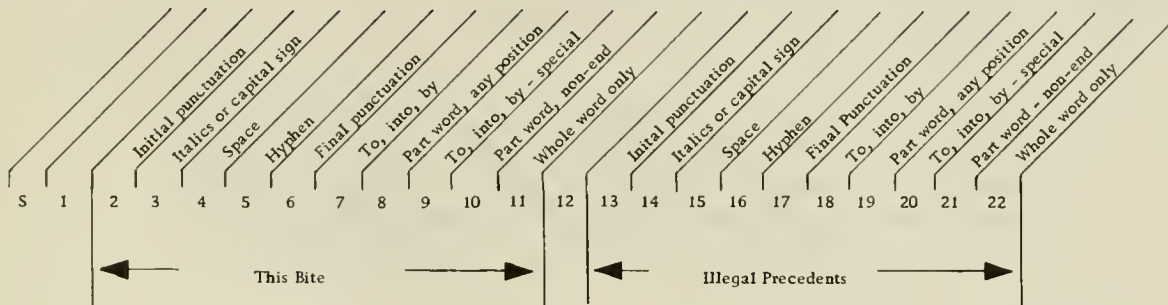 Initial punctuation
Italics or capital sign
Space
Hyphen
Final punctuation
To, into, by
Part word, any position
To, into, by - special
Part word, non-end
Whole word only
Inital punctuation
Italics or capital sign
Space
Hyphen
Final Punctuation
To, into, by
Part word, any position
To, into, by - special
Part word - non-end
Whole word only
S 1 2 3 4 5 6 7 8 9 10 11 12 13 14 15 16 17 18 19 20 21 22
This Bite Illegal Precedents